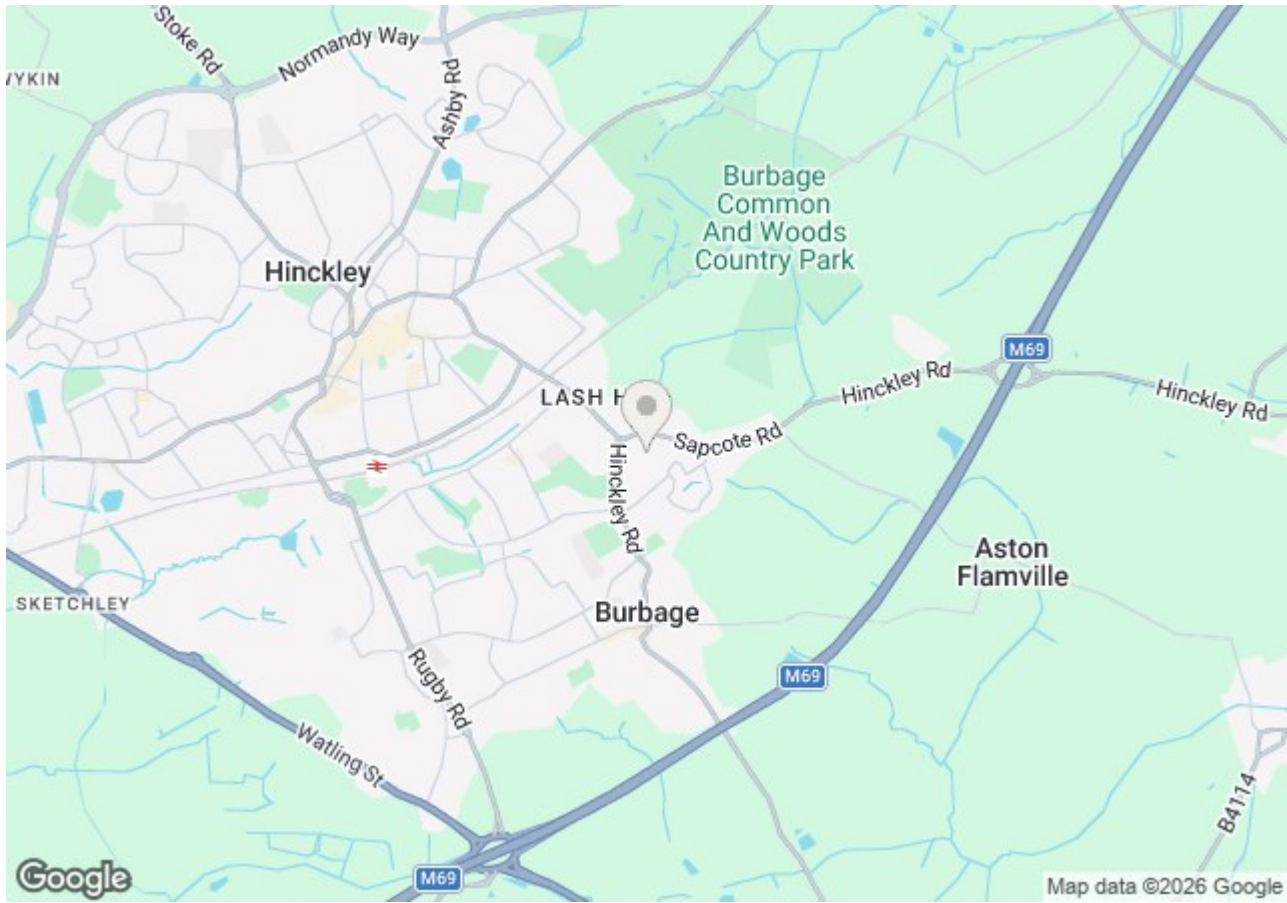 Stoke Rd
Normandy Way
Ashby Rd
WYKIN
Burbage
Common
And Woods
Country Park
Hinckley
M69
Hinckley Rd
Hinckley Rd
LASH H
Sapcote Rd
Hinckley Rd
Aston
Flamville
SKETCHLEY
Burbage
Rugby Rd
M69
Watling St
B4114
M69
Google
Map data ©2026 Google